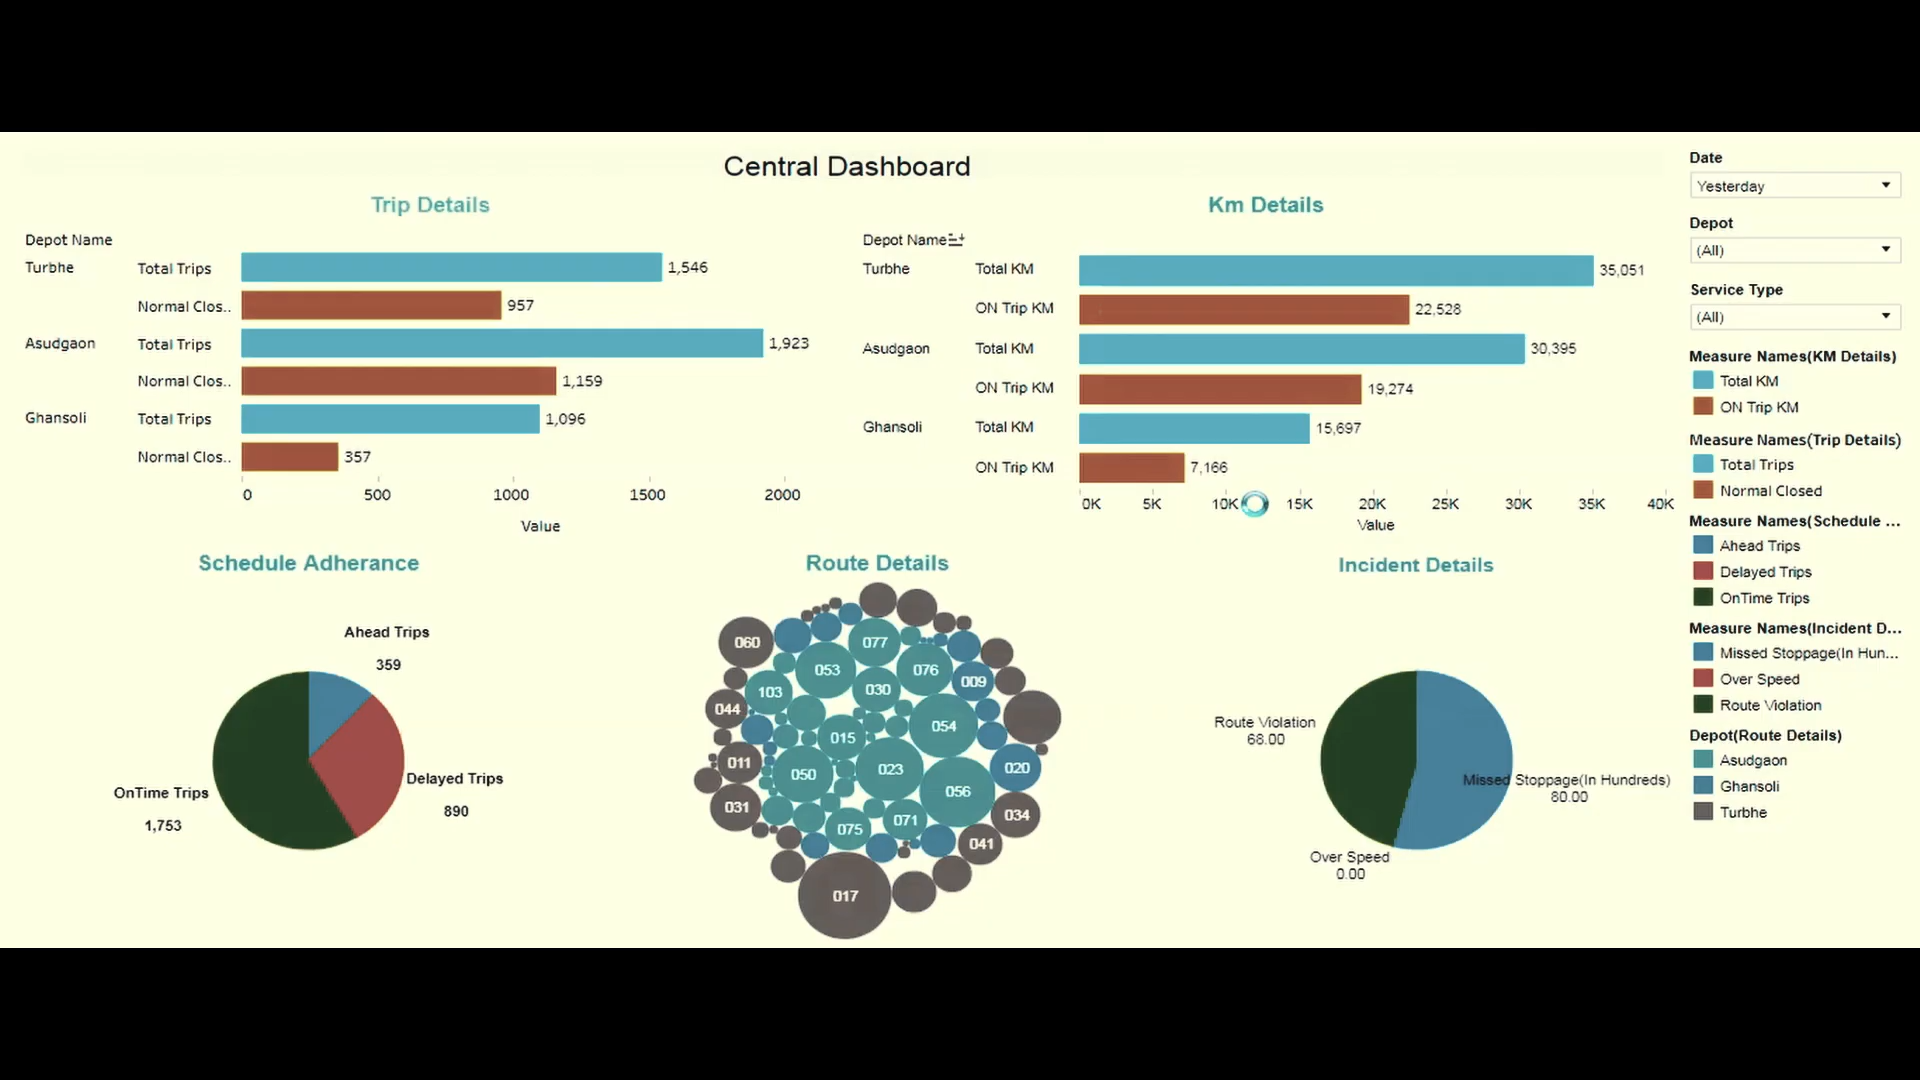 Central Dashboard
Trip Details
Depot Name
Turbhe
Total Trips
1,546
Normal Clos..
957
Asudgaon
Total Trips
1,923
Normal Clos..
1,159
Ghansoli
Total Trips
1,096
Normal Clos..
357
0 500 1000 1500 2000
Value
Km Details
Depot Name
Turbhe
Total KM
35,051
ON Trip KM
22,528
Asudgaon
Total KM
30,395
ON Trip KM
19,274
Ghansoli
Total KM
15,697
ON Trip KM
7,166
0K 5K 10K 15K 20K 25K 30K 35K 40K
Value
Schedule Adherance
Ahead Trips
359
Delayed Trips
890
OnTime Trips
1,753
Route Details
060
077
053
076
103
030
009
044
054
015
011
050
023
020
056
031
034
075
071
041
017
Incident Details
Route Violation
68.00
Missed Stoppage(In Hundreds)
80.00
Over Speed
0.00
Date
Yesterday
Depot
(All)
Service Type
(All)
Measure Names(KM Details)
Total KM
ON Trip KM
Measure Names(Trip Details)
Total Trips
Normal Closed
Measure Names(Schedule ...
Ahead Trips
Delayed Trips
OnTime Trips
Measure Names(Incident D...
Missed Stoppage(In Hun...
Over Speed
Route Violation
Depot(Route Details)
Asudgaon
Ghansoli
Turbhe